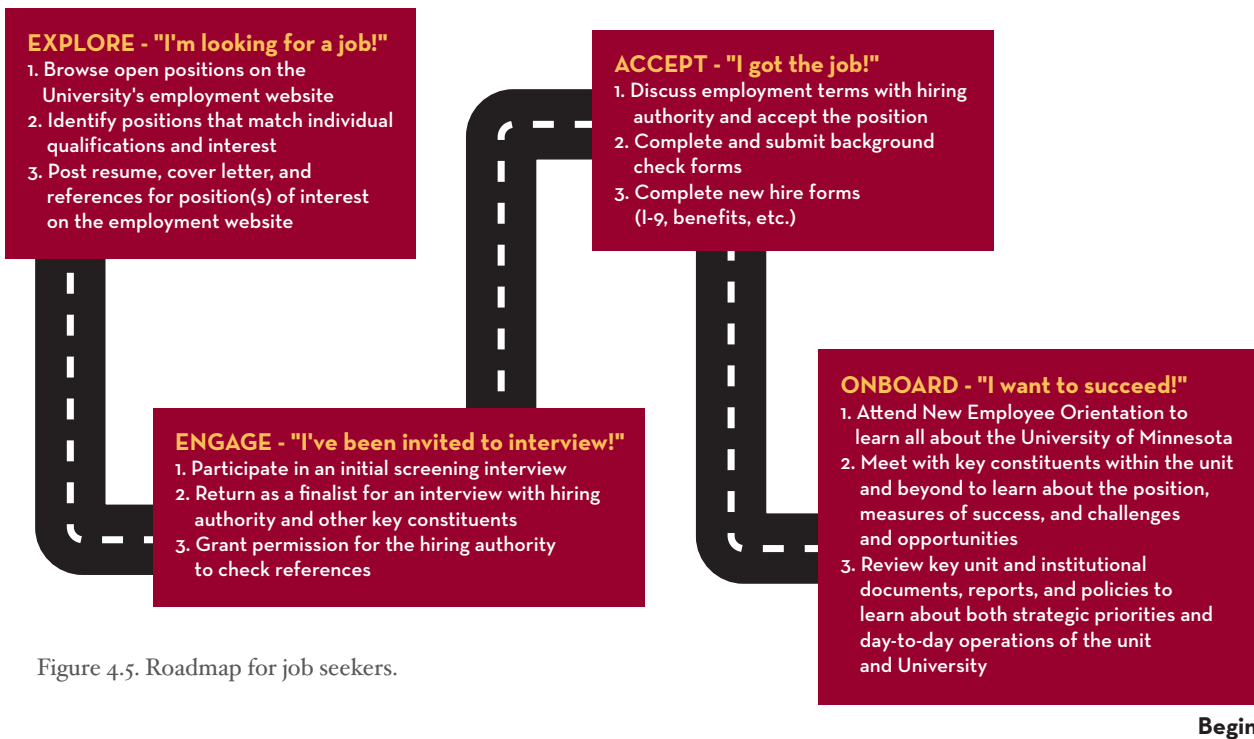 EXPLORE - "I'm looking for a job!"
1. Browse open positions on the
University's employment website
2. Identify positions that match individual
qualifications and interest
3. Post resume, cover letter, and
references for position(s) of interest
on the employment website
ENGAGE - "I've been invited to interview!"
1. Participate in an initial screening interview
2. Return as a finalist for an interview with hiring
authority and other key constituents
3. Grant permission for the hiring authority
to check references
ACCEPT - "I got the job!"
1. Discuss employment terms with hiring
authority and accept the position
2. Complete and submit background
check forms
3. Complete new hire forms
(I-9, benefits, etc.)
ONBOARD - "I want to succeed!"
1. Attend New Employee Orientation to
learn all about the University of Minnesota
2. Meet with key constituents within the unit
and beyond to learn about the position,
measures of success, and challenges
and opportunities
3. Review key unit and institutional
documents, reports, and policies to
learn about both strategic priorities and
day-to-day operations of the unit
and University
Figure 4.5. Roadmap for job seekers.
Begin